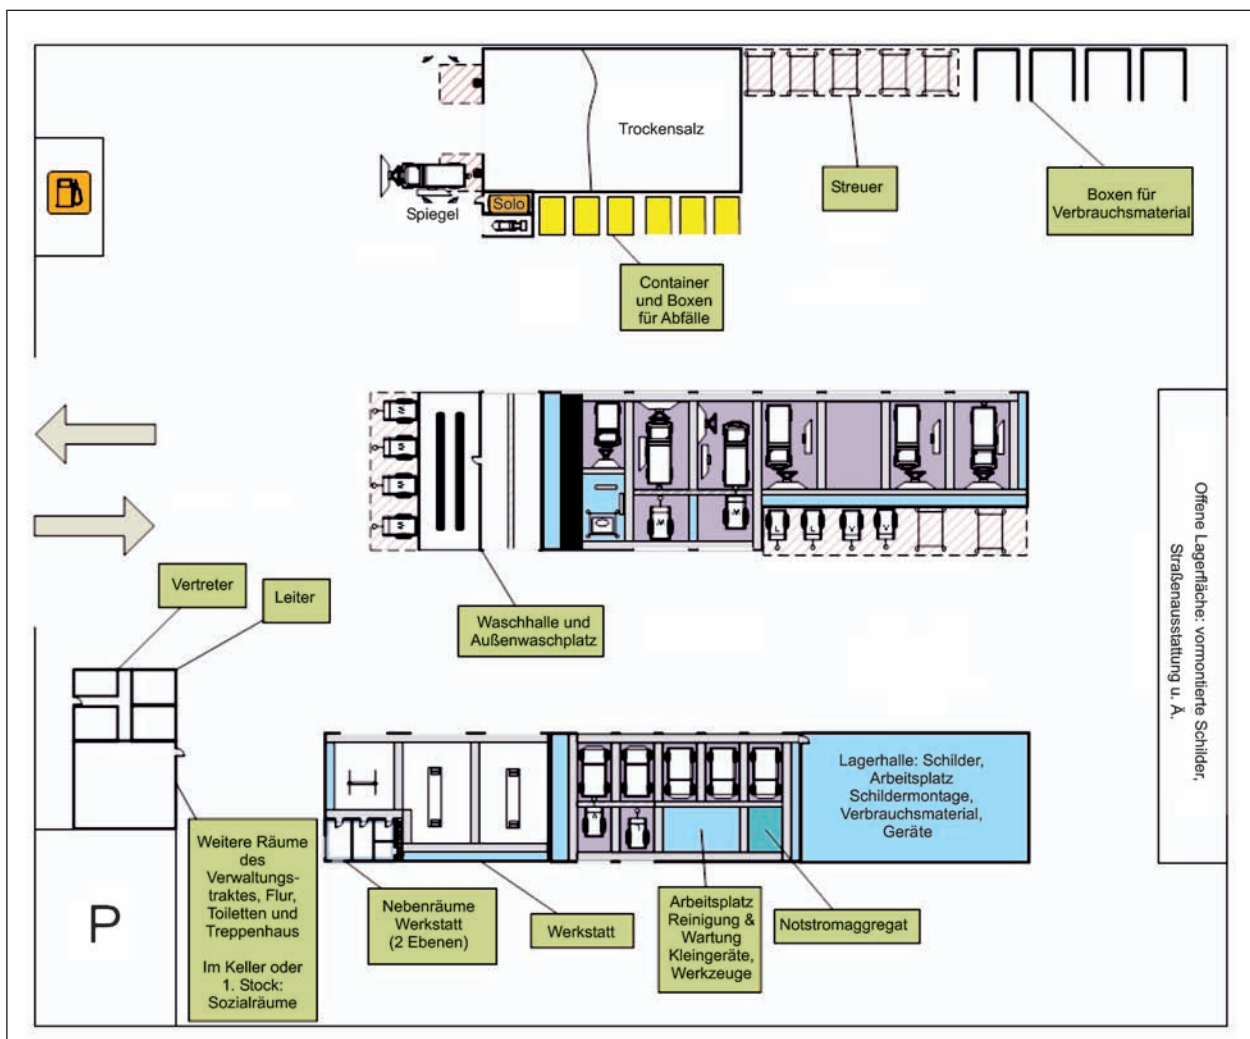 Trockensalz
Streuer
Boxen für
Verbrauchsmaterial
Spiegel
Solo
Container
und Boxen
für Abfälle
Offene Lagerfläche: vormontierte Schilder,
Straßenausstattung u. Ä.
Vertreter
Leiter
Waschhalle und
Außenwaschplatz
Lagerhalle: Schilder,
Arbeitsplatz
Schildermontage,
Verbrauchsmaterial,
Geräte
Weitere Räume
des
Verwaltungs-
traktes, Flur,
Toiletten und
Treppenhaus
Im Keller oder
1. Stock:
Sozialräume
P
Nebenräume
Werkstatt
(2 Ebenen)
Werkstatt
Arbeitsplatz
Reinigung &
Wartung
Kleingeräte,
Werkzeuge
Notstromaggregat
L
L
V
V